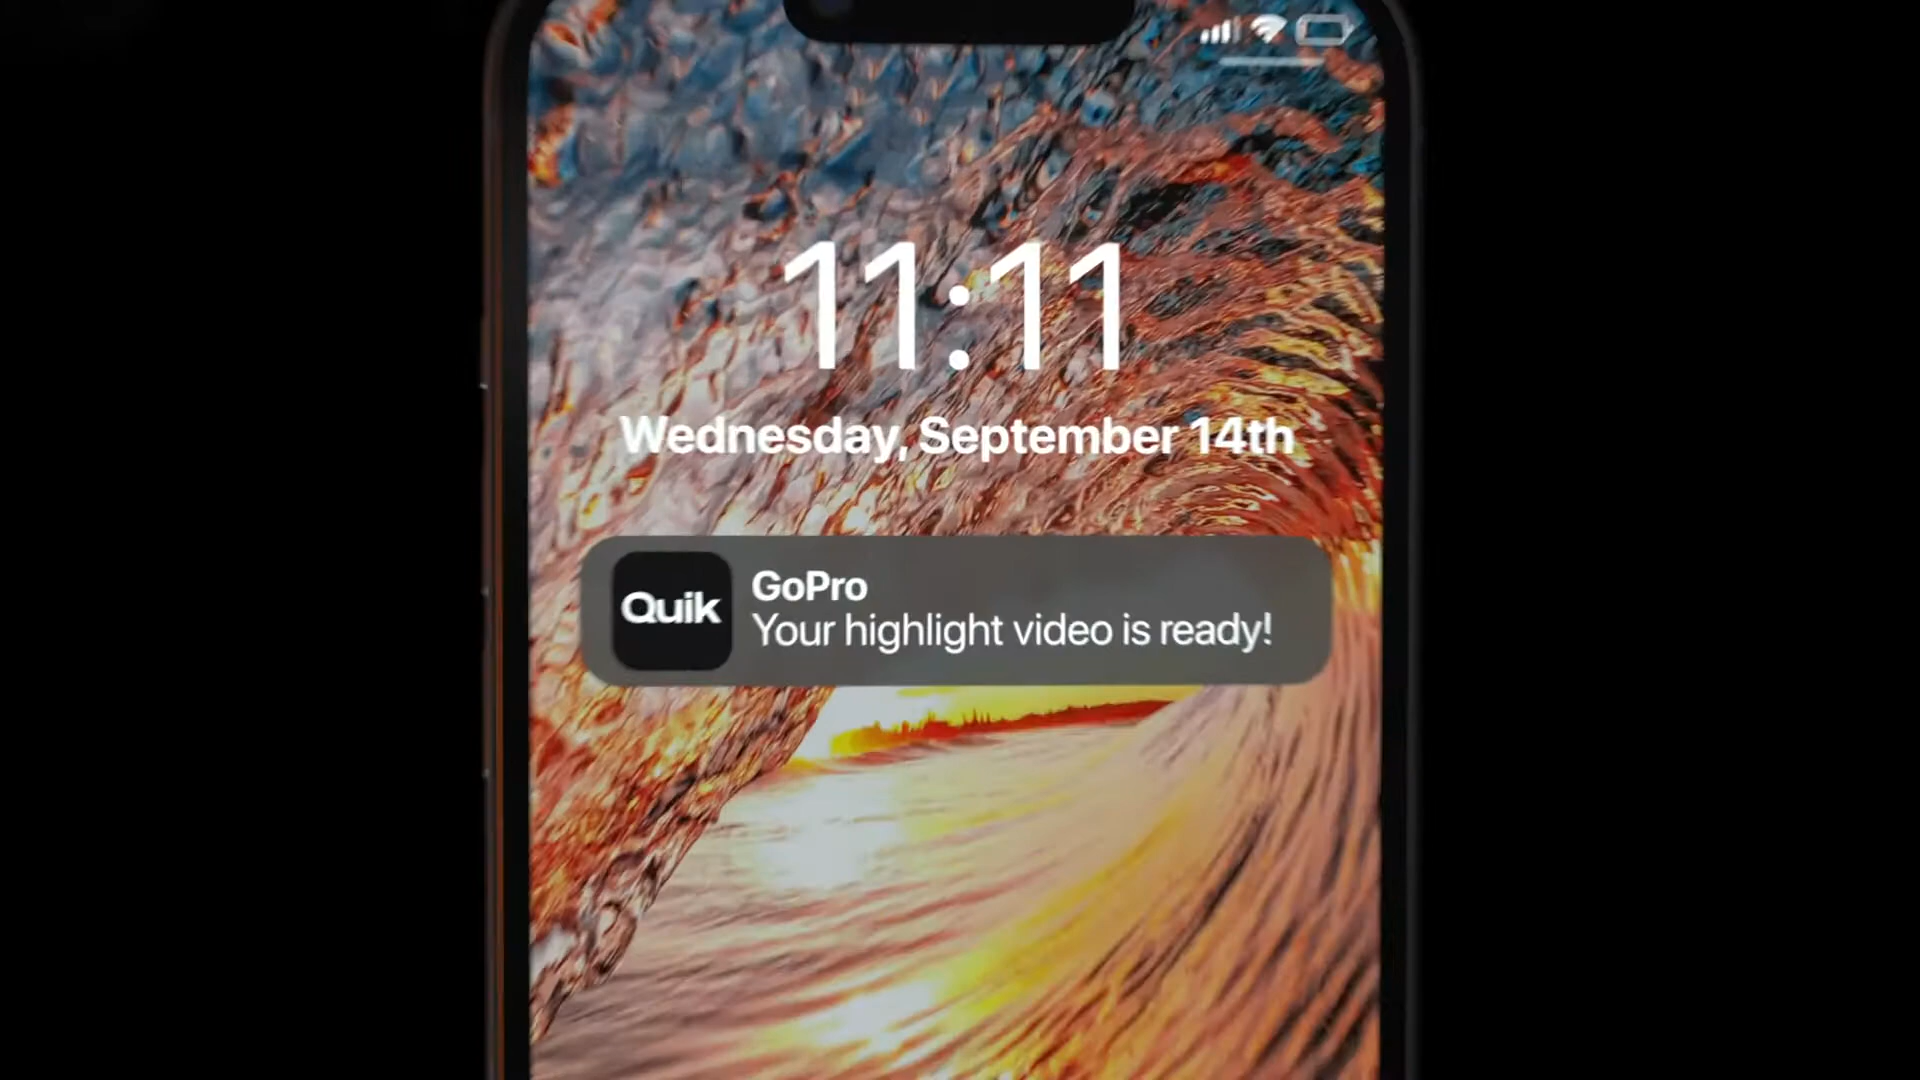 11:11
Wednesday, September 14th
Quik
GoPro
Your highlight video is ready!